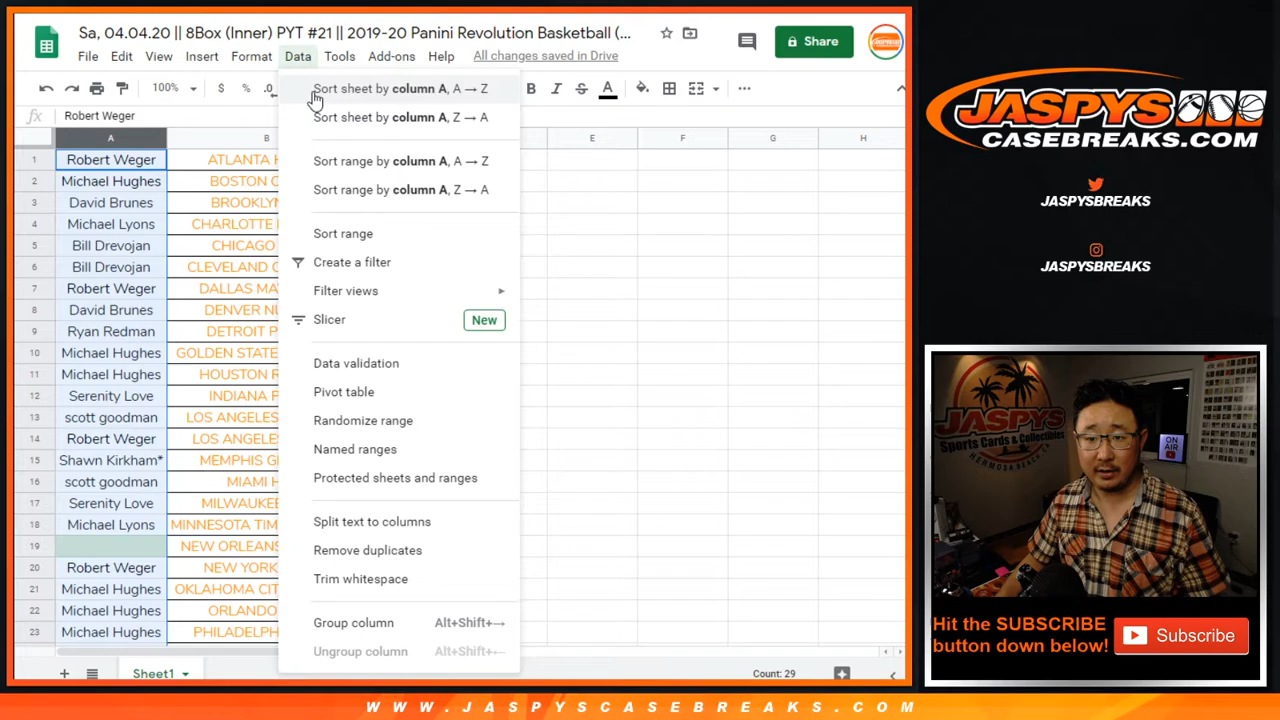 Sa, 04.04.20 || 8Box (Inner) PYT #21 || 2019-20 Panini Revolution Basketball (...
File Edit View Insert Format Data Tools Add-ons Help All changes saved in Drive
Share
100% $ % .0 B I S A
fx Robert Weger
A B E F G H
1 Robert Weger ATLANTA H
2 Michael Hughes BOSTON C
3 David Brunes BROOKLY
4 Michael Lyons CHARLOTTE
5 Bill Drevojan CHICAGO
6 Bill Drevojan CLEVELAND C
7 Robert Weger DALLAS MA
8 David Brunes DENVER NU
9 Ryan Redman DETROIT P
10 Michael Hughes GOLDEN STATE
11 Michael Hughes HOUSTON R
12 Serenity Love INDIANA P
13 scott goodman LOS ANGELES
14 Robert Weger LOS ANGELES
15 Shawn Kirkham* MEMPHIS G
16 scott goodman MIAMI H
17 Serenity Love MILWAUKEE
18 Michael Lyons MINNESOTA TIM
19 NEW ORLEANS
20 Robert Weger NEW YORK
21 Michael Hughes OKLAHOMA CIT
22 Michael Hughes ORLANDO
23 Michael Hughes PHILADELPH
Sort sheet by column A, A → Z
Sort sheet by column A, Z → A
Sort range by column A, A → Z
Sort range by column A, Z → A
Sort range
Create a filter
Filter views
Slicer New
Data validation
Pivot table
Randomize range
Named ranges
Protected sheets and ranges
Split text to columns
Remove duplicates
Trim whitespace
Group column Alt+Shift+→
Ungroup column Alt+Shift+←
Sheet1
Count: 29
JASPYS
CASEBREAKS.COM
JASPYSBREAKS
JASPYSBREAKS
JASPYS
Sports Cards & Collectibles
HERMOSA BEACH, CA
ON AIR
Hit the SUBSCRIBE
button down below!
Subscribe
WWW.JASPYSCASEBREAKS.COM